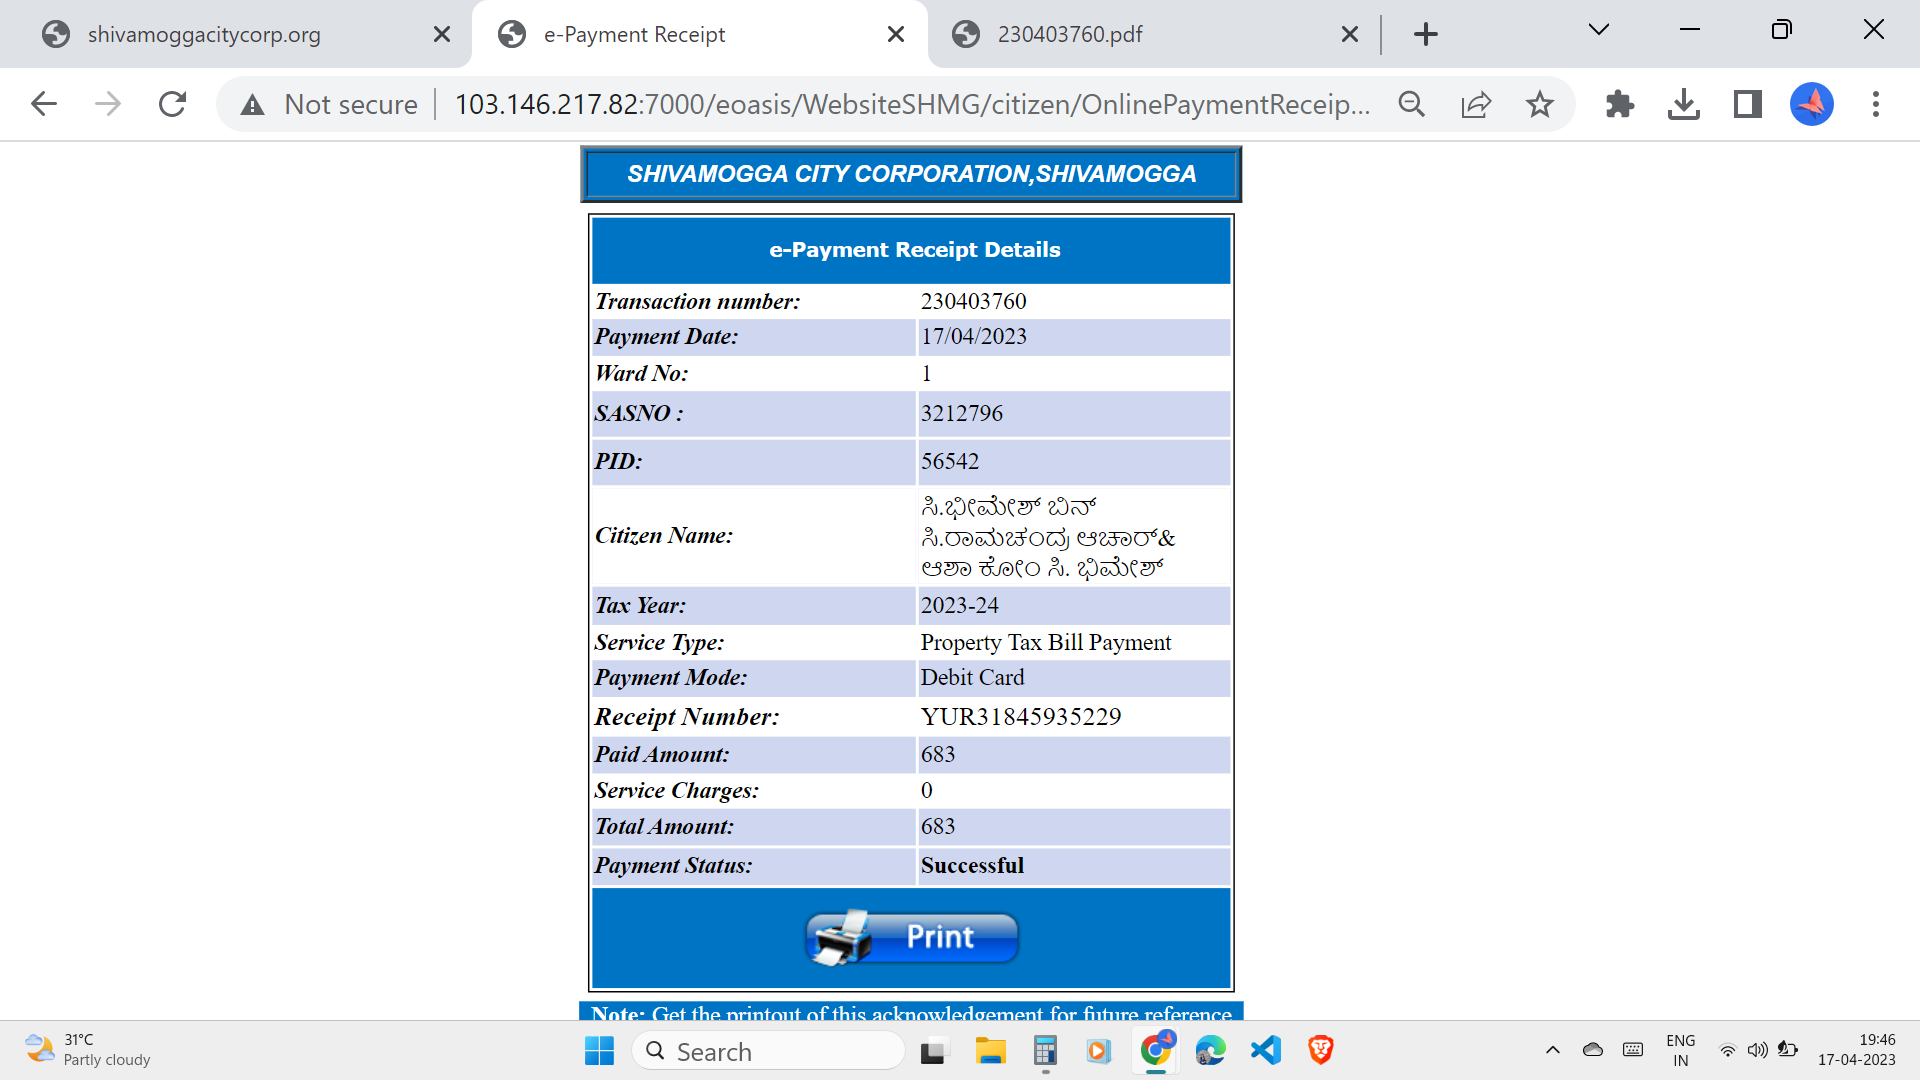 shivamoggacitycorp.org
e-Payment Receipt
230403760.pdf
Not secure
103.146.217.82:7000/eoasis/WebsiteSHMG/citizen/OnlinePaymentReceip...
SHIVAMOGGA CITY CORPORATION,SHIVAMOGGA
e-Payment Receipt Details
Transaction number: 230403760
Payment Date: 17/04/2023
Ward No: 1
SASNO : 3212796
PID: 56542
Citizen Name: ಸಿ.ಭೀಮೇಶ್ ಬಿನ್
ಸಿ.ರಾಮಚಂದ್ರ ಆಚಾರ್&
ಆಶಾ ಕೋಂ ಸಿ. ಭಿಮೇಶ್
Tax Year: 2023-24
Service Type: Property Tax Bill Payment
Payment Mode: Debit Card
Receipt Number: YUR31845935229
Paid Amount: 683
Service Charges: 0
Total Amount: 683
Payment Status: Successful
Print
Note: Get the printout of this acknowledgement for future reference
31°C
Partly cloudy
Search
ENG
IN
19:46
17-04-2023